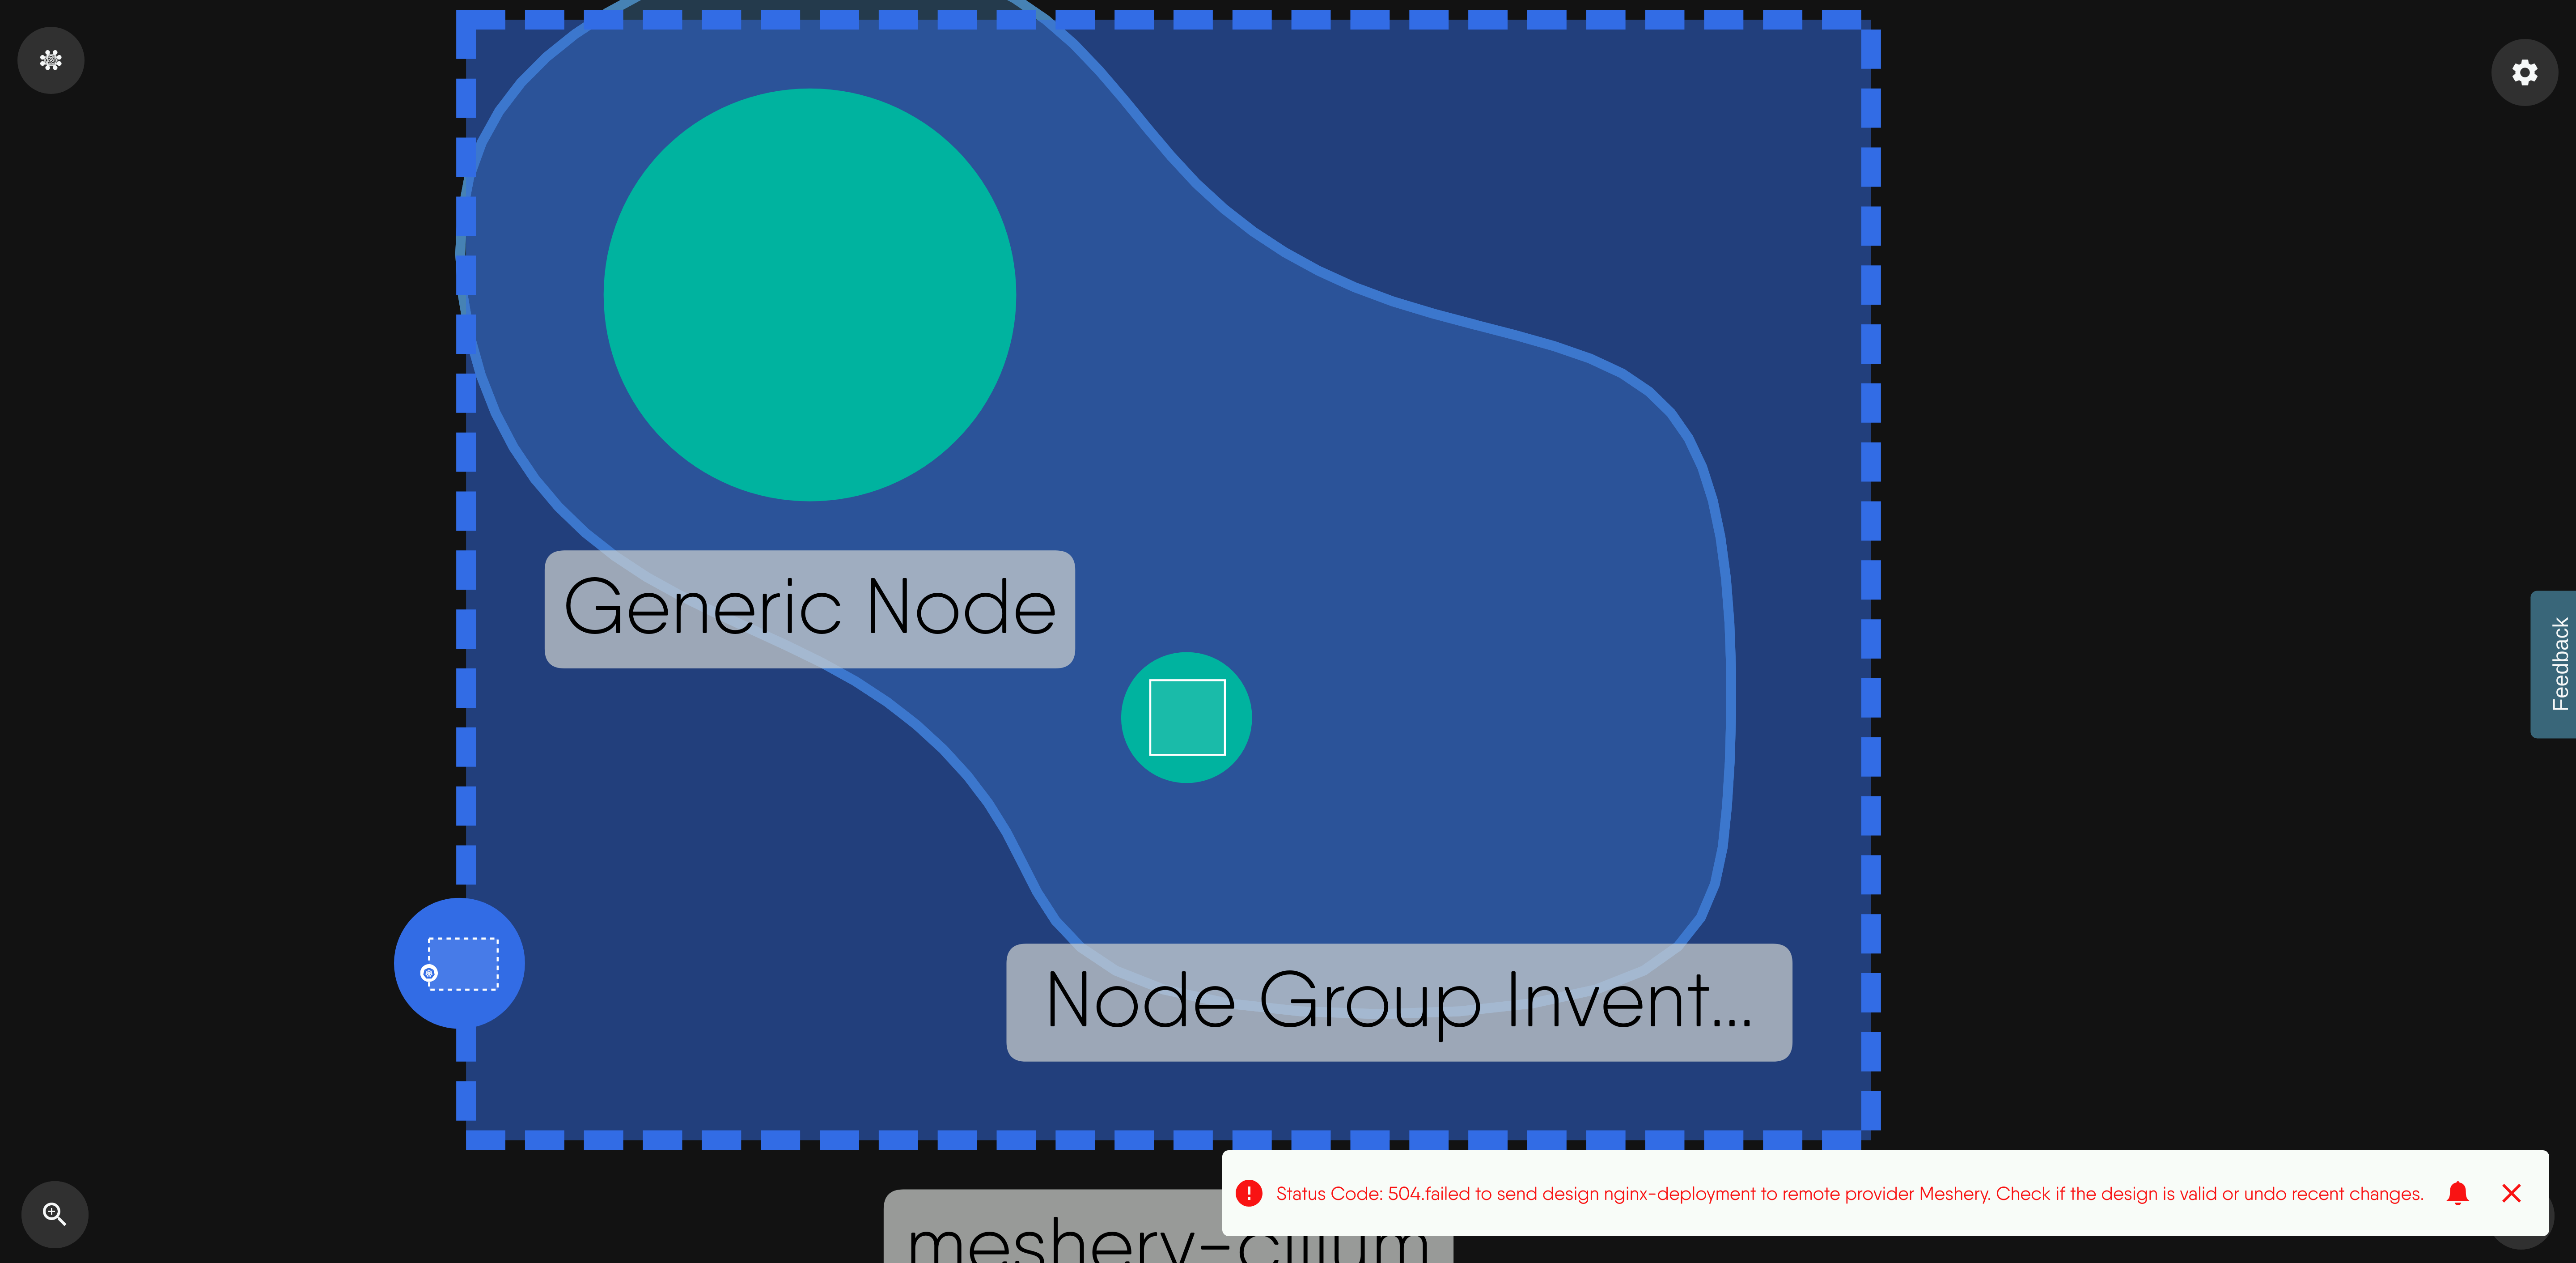 Generic Node
Feedback
Node Group Invent...
Status Code: 504.failed to send design nginx-deployment to remote provider Meshery. Check if the design is valid or undo recent changes.
meshery-cilium